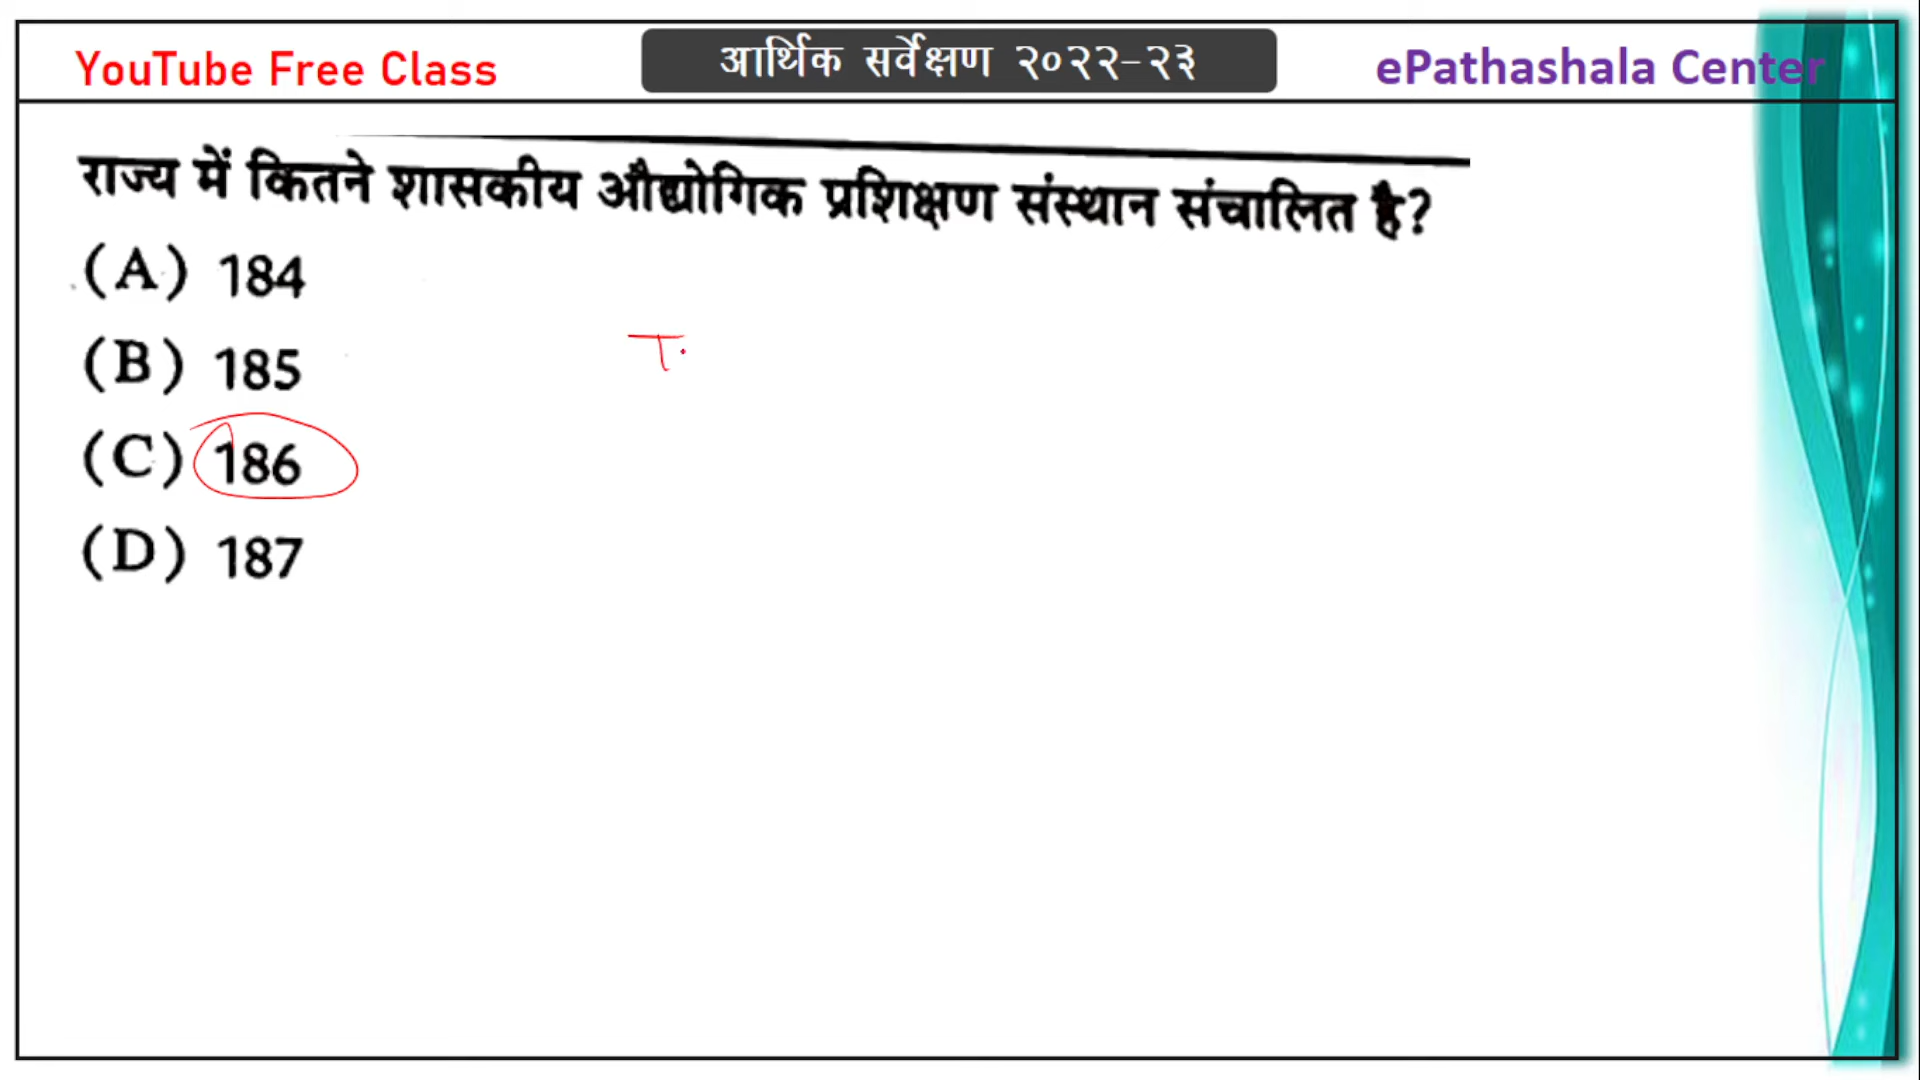 YouTube Free Class
आर्थिक सर्वेक्षण २०२२-२३
ePathashala Center
राज्य में कितने शासकीय औद्योगिक प्रशिक्षण संस्थान संचालित है?
(A) 184
(B) 185
(C) 186
(D) 187